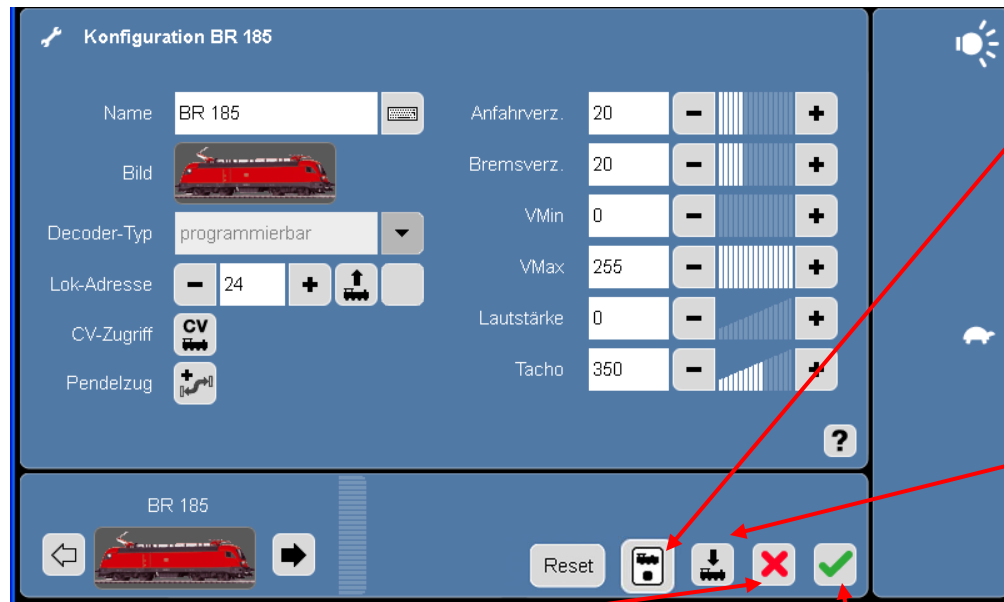 Konfiguration BR 185
Name BR 185
Bild
Decoder-Typ programmierbar
Lok-Adresse - 24 +
CV-Zugriff CV
Pendelzug +
Anfahrverz. 20 - +
Bremsverz. 20 - +
VMin 0 - +
VMax 255 - +
Lautstärke 0 - +
Tacho 350 - +
?
BR 185
Reset